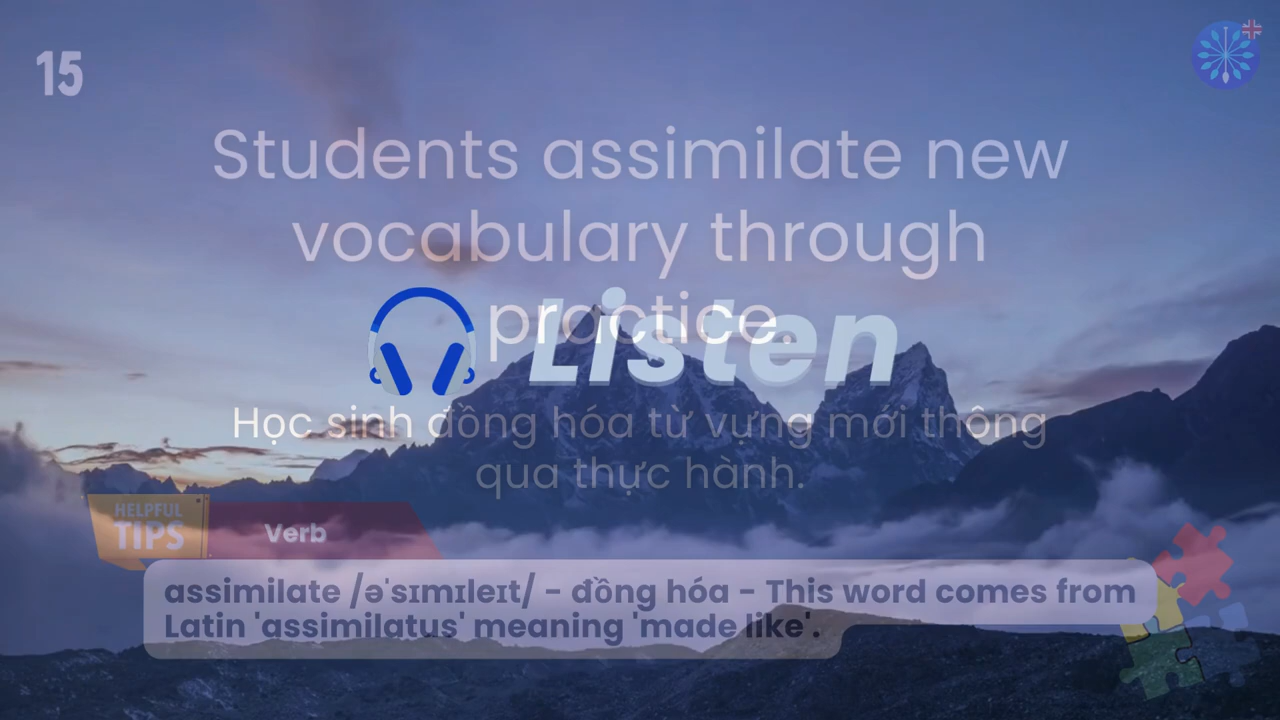 15
Students assimilate new
vocabulary through
practice.
Listen
Học sinh đồng hóa từ vựng mới thông
qua thực hành.
HELPFUL
TIPS
Verb
assimilate /əˈsɪmɪleɪt/ - đồng hóa - This word comes from
Latin 'assimilatus' meaning 'made like'.